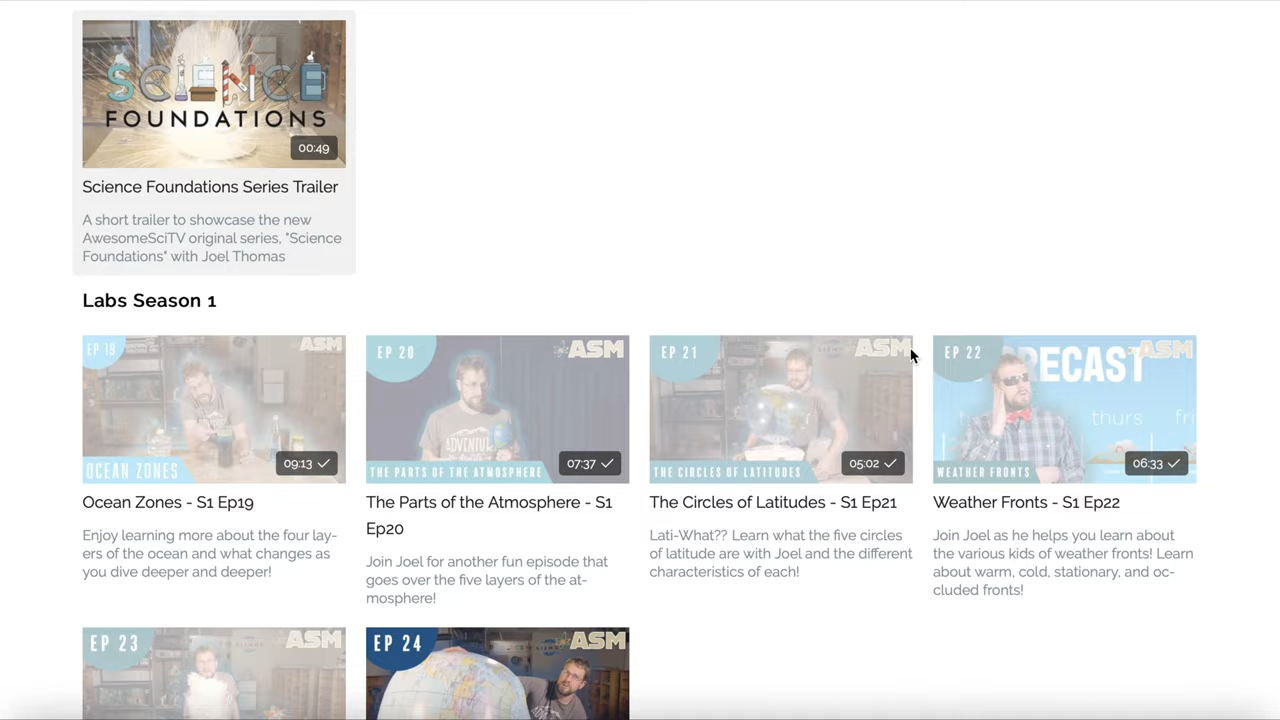 SCIENCE
FOUNDATIONS
00:49
Science Foundations Series Trailer
A short trailer to showcase the new
AwesomeSciTV original series, "Science
Foundations" with Joel Thomas
Labs Season 1
EP 19
ASM
OCEAN ZONES
09:13
Ocean Zones - S1 Ep19
Enjoy learning more about the four lay-
ers of the ocean and what changes as
you dive deeper and deeper!
EP 20
ASM
ADVENTU
THE PARTS OF THE ATMOSPHERE
07:37
The Parts of the Atmosphere - S1
Ep20
Join Joel for another fun episode that
goes over the five layers of the at-
mosphere!
EP 21
ASM
THE CIRCLES OF LATITUDES
05:02
The Circles of Latitudes - S1 Ep21
Lati-What?? Learn what the five circles
of latitude are with Joel and the different
characteristics of each!
EP 22
RECAST
ASM
thurs
fri
WEATHER FRONTS
06:33
Weather Fronts - S1 Ep22
Join Joel as he helps you learn about
the various kids of weather fronts! Learn
about warm, cold, stationary, and oc-
cluded fronts!
EP 23
ASM
EP 24
ASM